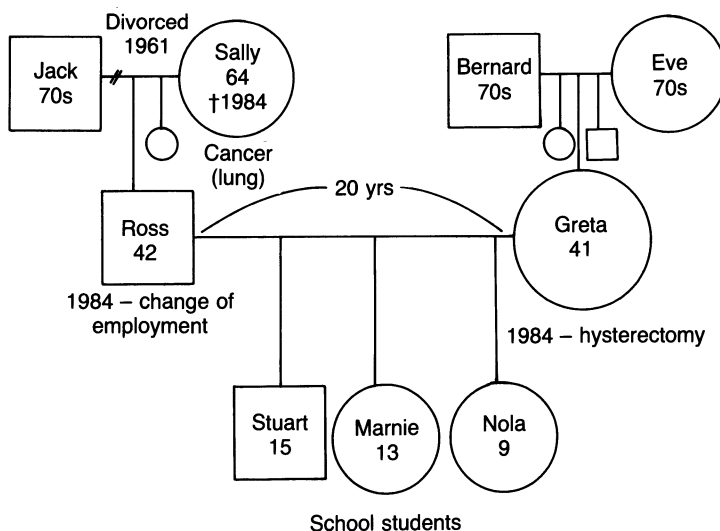 Divorced
1961
Jack
70s
Sally
64
†1984
Cancer
(lung)
Bernard
70s
Eve
70s
20 yrs
Ross
42
Greta
41
1984 – change of
employment
1984 – hysterectomy
Stuart
15
Marnie
13
Nola
9
School students